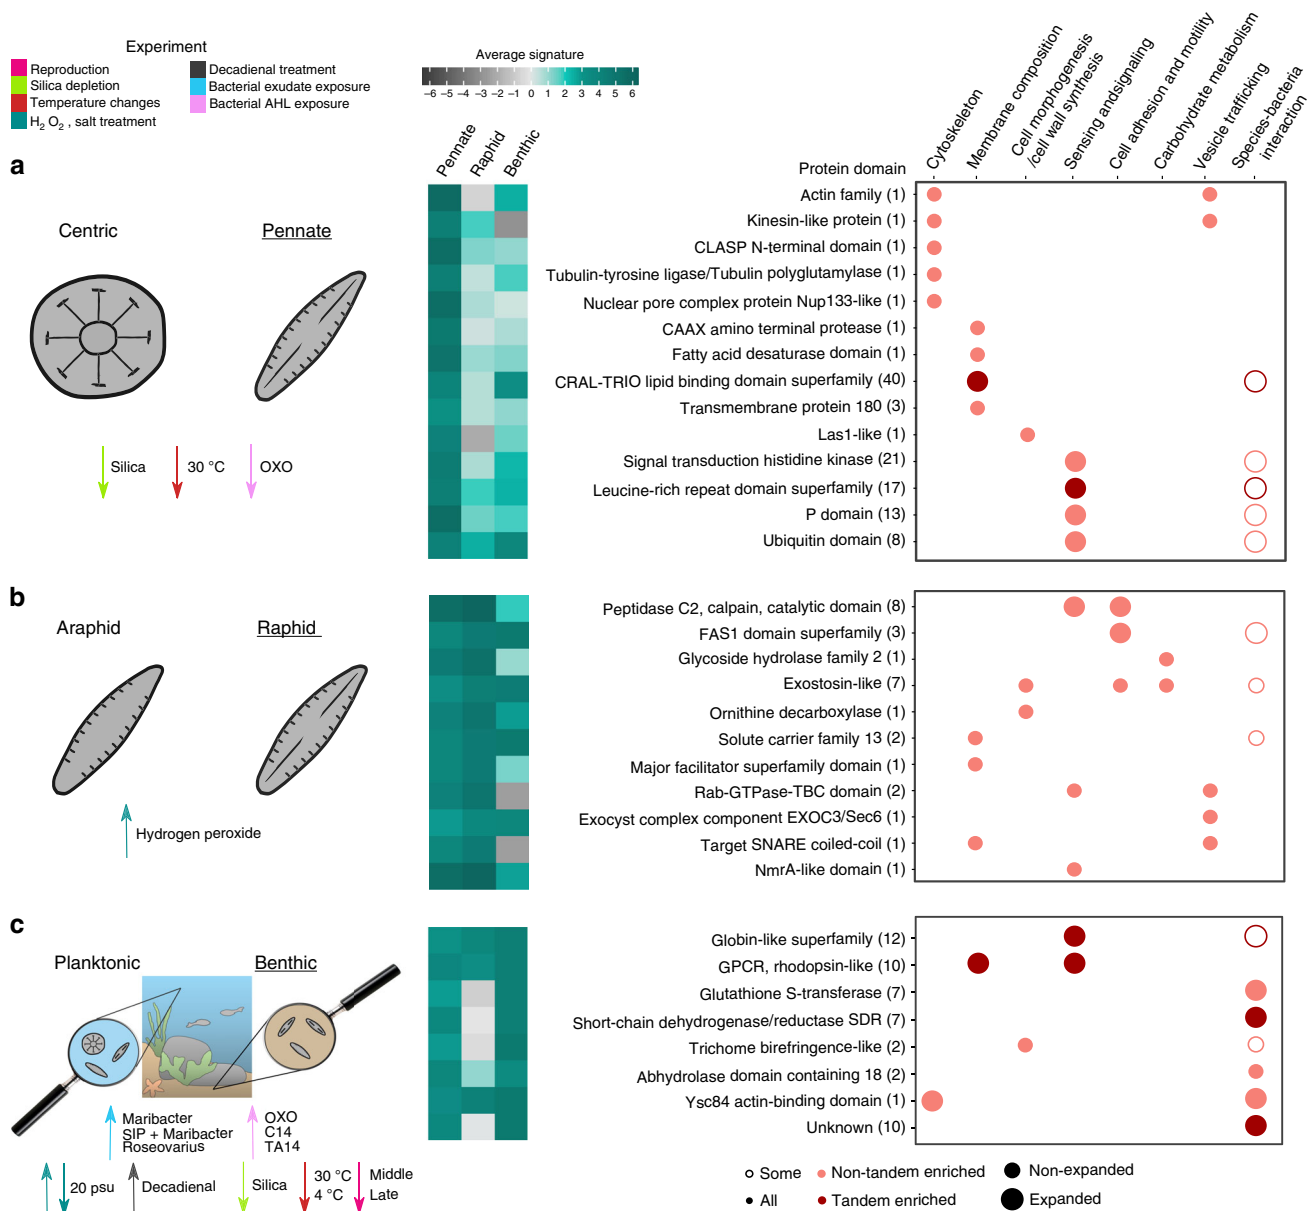 Experiment
Reproduction
Silica depletion
Temperature changes
H2 O2 , salt treatment
Decadienal treatment
Bacterial exudate exposure
Bacterial AHL exposure
Average signature
−6 −5 −4 −3 −2 −1 0 1 2 3 4 5 6
Pennate
Raphid
Benthic
Cytoskeleton
Membrane composition
Cell morphogenesis
/cell wall synthesis
Sensing andsignaling
Cell adhesion and motility
Carbohydrate metabolism
Vesicle trafficking
Species-bacteria
interaction
Protein domain
a
Centric
Pennate
Silica
30 °C
OXO
Actin family (1)
Kinesin-like protein (1)
CLASP N-terminal domain (1)
Tubulin-tyrosine ligase/Tubulin polyglutamylase (1)
Nuclear pore complex protein Nup133-like (1)
CAAX amino terminal protease (1)
Fatty acid desaturase domain (1)
CRAL-TRIO lipid binding domain superfamily (40)
Transmembrane protein 180 (3)
Las1-like (1)
Signal transduction histidine kinase (21)
Leucine-rich repeat domain superfamily (17)
P domain (13)
Ubiquitin domain (8)
b
Araphid
Raphid
Hydrogen peroxide
Peptidase C2, calpain, catalytic domain (8)
FAS1 domain superfamily (3)
Glycoside hydrolase family 2 (1)
Exostosin-like (7)
Ornithine decarboxylase (1)
Solute carrier family 13 (2)
Major facilitator superfamily domain (1)
Rab-GTPase-TBC domain (2)
Exocyst complex component EXOC3/Sec6 (1)
Target SNARE coiled-coil (1)
NmrA-like domain (1)
c
Planktonic
Benthic
Maribacter
SIP + Maribacter
Roseovarius
OXO
C14
TA14
20 psu
Decadienal
Silica
30 °C
4 °C
Middle
Late
Globin-like superfamily (12)
GPCR, rhodopsin-like (10)
Glutathione S-transferase (7)
Short-chain dehydrogenase/reductase SDR (7)
Trichome birefringence-like (2)
Abhydrolase domain containing 18 (2)
Ysc84 actin-binding domain (1)
Unknown (10)
Some
Non-tandem enriched
Non-expanded
All
Tandem enriched
Expanded